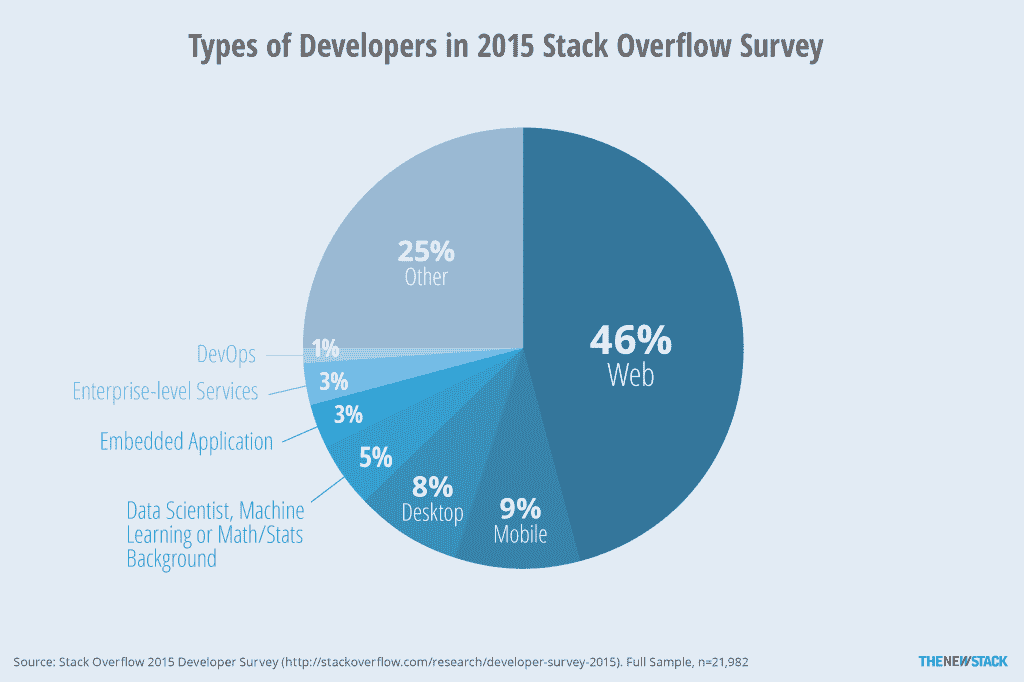 Types of Developers in 2015 Stack Overflow Survey
25%
Other
46%
Web
DevOps
1%
Enterprise-level Services
3%
Embedded Application
3%
5%
Data Scientist, Machine
Learning or Math/Stats
Background
8%
Desktop
9%
Mobile
Source: Stack Overflow 2015 Developer Survey (http://stackoverflow.com/research/developer-survey-2015). Full Sample, n=21,982
THENEWSTACK